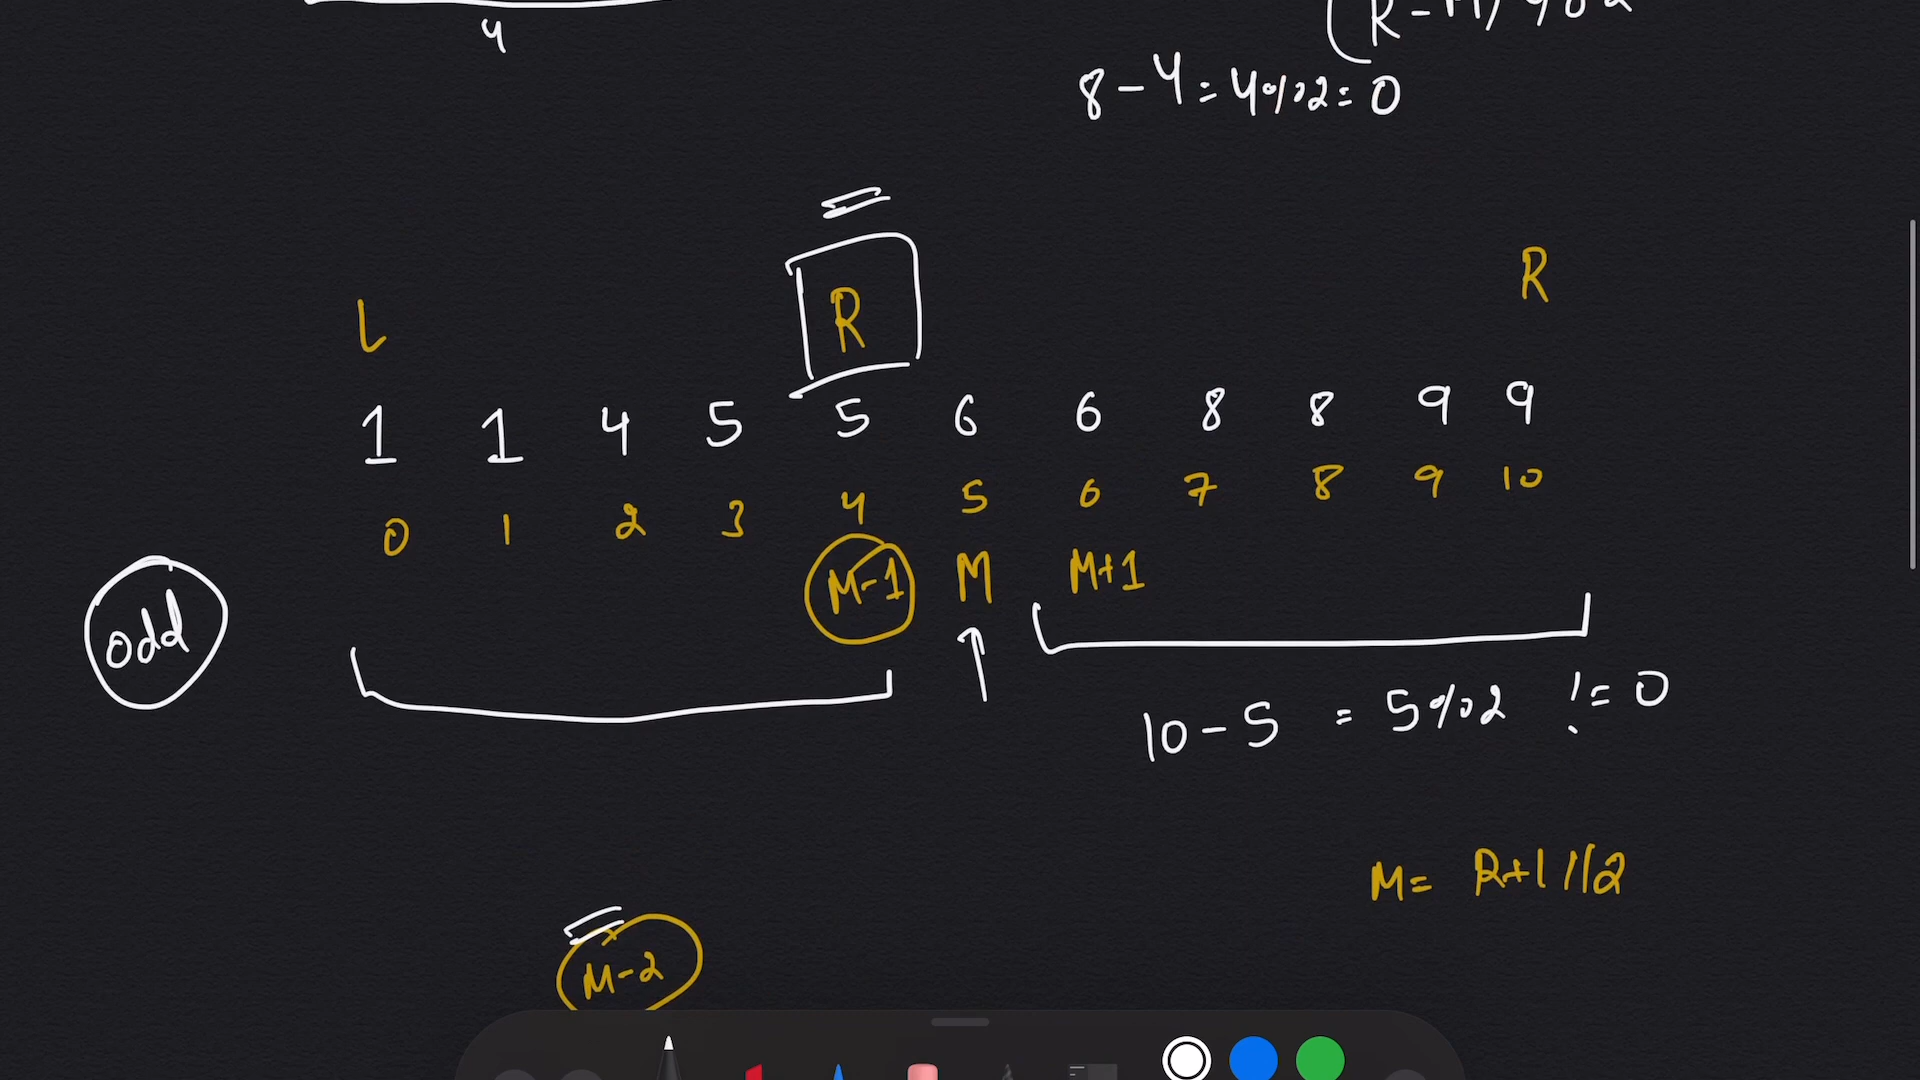 4
(R-M)%2
8-4=4%2=0
R
L R
1 1 4 5 5 6 6 8 8 9 9
0 1 2 3 4 5 6 7 8 9 10
M-1 M M+1
odd
10-5 = 5%2 != 0
M= R+1//2
M-2